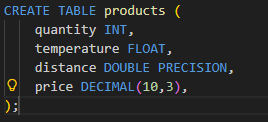 CREATE TABLE products (
    quantity INT,
    temperature FLOAT,
    distance DOUBLE PRECISION,
    price DECIMAL(10,3),
);